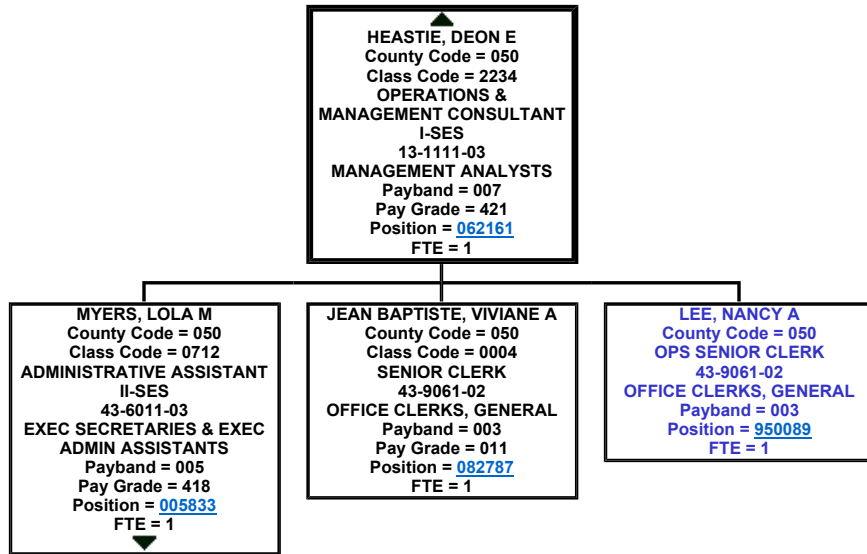 HEASTIE, DEON E
County Code = 050
Class Code = 2234
OPERATIONS &
MANAGEMENT CONSULTANT
I-SES
13-1111-03
MANAGEMENT ANALYSTS
Payband = 007
Pay Grade = 421
Position = 062161
FTE = 1
MYERS, LOLA M
County Code = 050
Class Code = 0712
ADMINISTRATIVE ASSISTANT
II-SES
43-6011-03
EXEC SECRETARIES & EXEC
ADMIN ASSISTANTS
Payband = 005
Pay Grade = 418
Position = 005833
FTE = 1
JEAN BAPTISTE, VIVIANE A
County Code = 050
Class Code = 0004
SENIOR CLERK
43-9061-02
OFFICE CLERKS, GENERAL
Payband = 003
Pay Grade = 011
Position = 082787
FTE = 1
LEE, NANCY A
County Code = 050
OPS SENIOR CLERK
43-9061-02
OFFICE CLERKS, GENERAL
Payband = 003
Position = 950089
FTE = 1